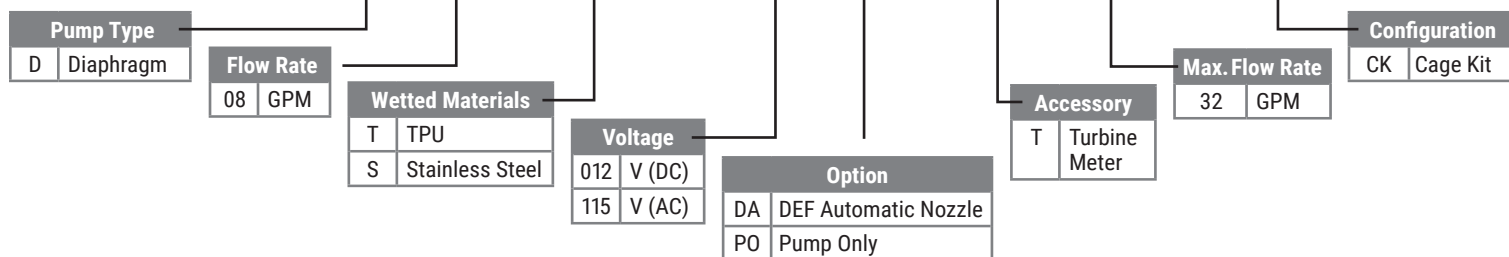 Pump Type
D Diaphragm
Flow Rate
08 GPM
Wetted Materials
T TPU
S Stainless Steel
Voltage
012 V (DC)
115 V (AC)
Option
DA DEF Automatic Nozzle
PO Pump Only
Accessory
T Turbine
Meter
Max. Flow Rate
32 GPM
Configuration
CK Cage Kit